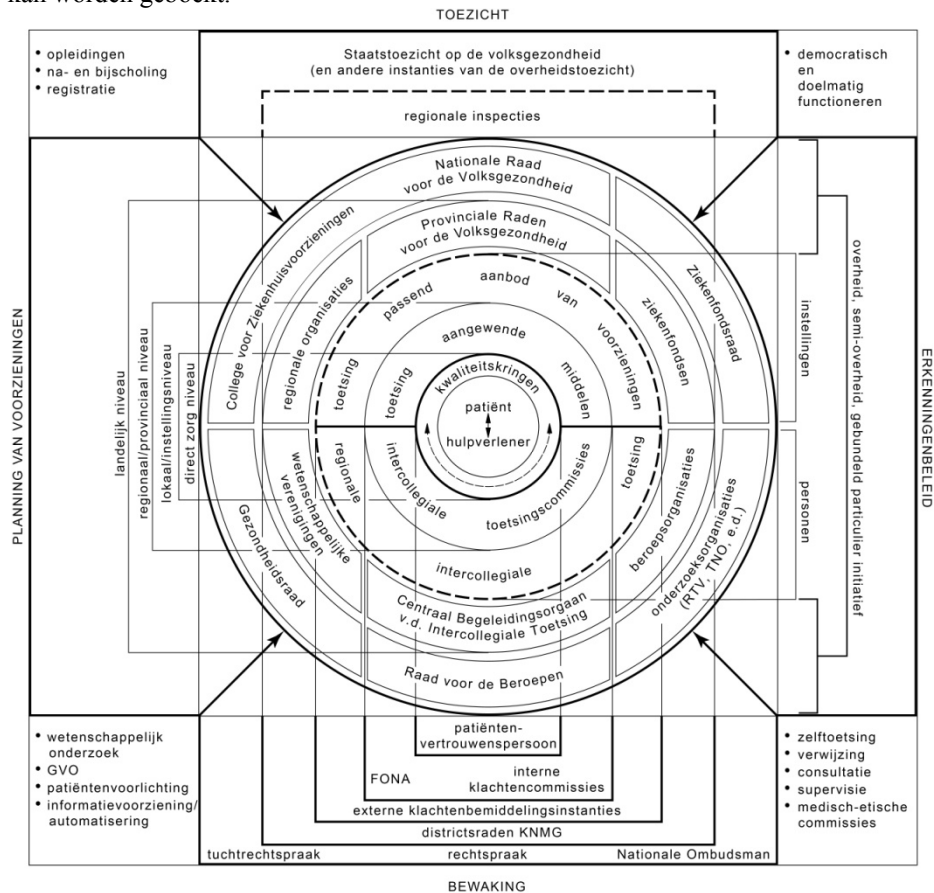 kan worden geboekt.
TOEZICHT
• opleidingen
• na- en bijscholing
• registratie
Staatstoezicht op de volksgezondheid
(en andere instanties van de overheidstoezicht)
regionale inspecties
• democratisch
en
doelmatig
functioneren
PLANNING VAN VOORZIENINGEN
landelijk niveau
regionaal/provinciaal niveau
lokaal/instellingsniveau
direct zorg niveau
Nationale Raad
voor de Volksgezondheid
College voor Ziekenhuisvoorzieningen
Ziekenfondsraad
Provinciale Raden
voor de Volksgezondheid
regionale organisaties
ziekenfondsen
toetsing passend aanbod van voorzieningen
toetsing aangewende middelen
kwaliteitskringen
patiënt
hulpverlener
intercollegiale toetsingscommissies
regionale intercollegiale toetsing
wetenschappelijke
verenigingen
beroepsorganisaties
Centraal Begeleidingsorgaan
v.d. Intercollegiale Toetsing
Gezondheidsraad
onderzoeksorganisaties
(RTV, TNO, e.d.)
Raad voor de Beroepen
instellingen
personen
overheid, semi-overheid, gebundeld particulier initiatief
ERKENNINGENBELEID
• wetenschappelijk
onderzoek
• GVO
• patiëntenvoorlichting
• informatievoorziening/
automatisering
patiënten-
vertrouwenspersoon
FONA
interne
klachtencommissies
externe klachtenbemiddelingsinstanties
districtsraden KNMG
tuchtrechtspraak rechtspraak Nationale Ombudsman
• zelftoetsing
• verwijzing
• consultatie
• supervisie
• medisch-etische
commissies
BEWAKING